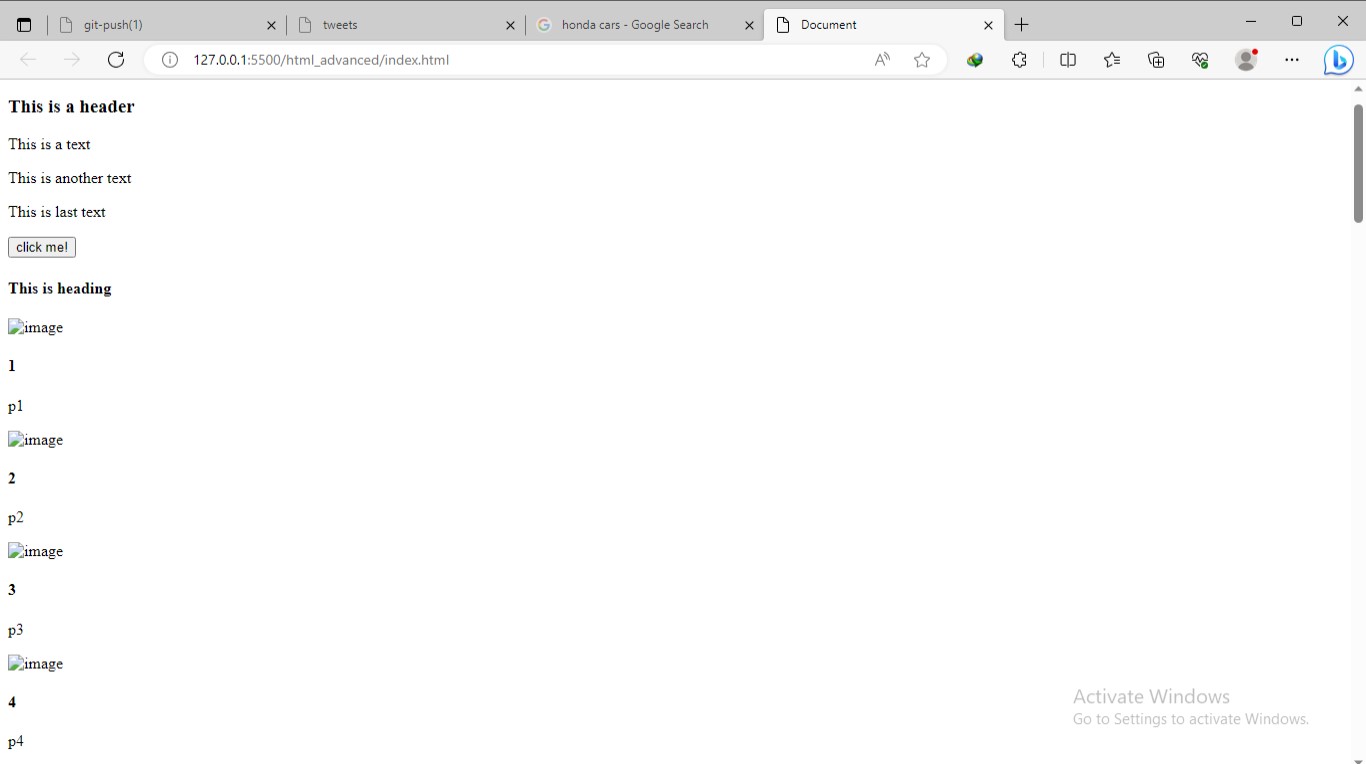 git-push(1)
tweets
honda cars - Google Search
Document
127.0.0.1:5500/html_advanced/index.html
This is a header
This is a text
This is another text
This is last text
click me!
This is heading
image
1
p1
image
2
p2
image
3
p3
image
4
p4
Activate Windows
Go to Settings to activate Windows.